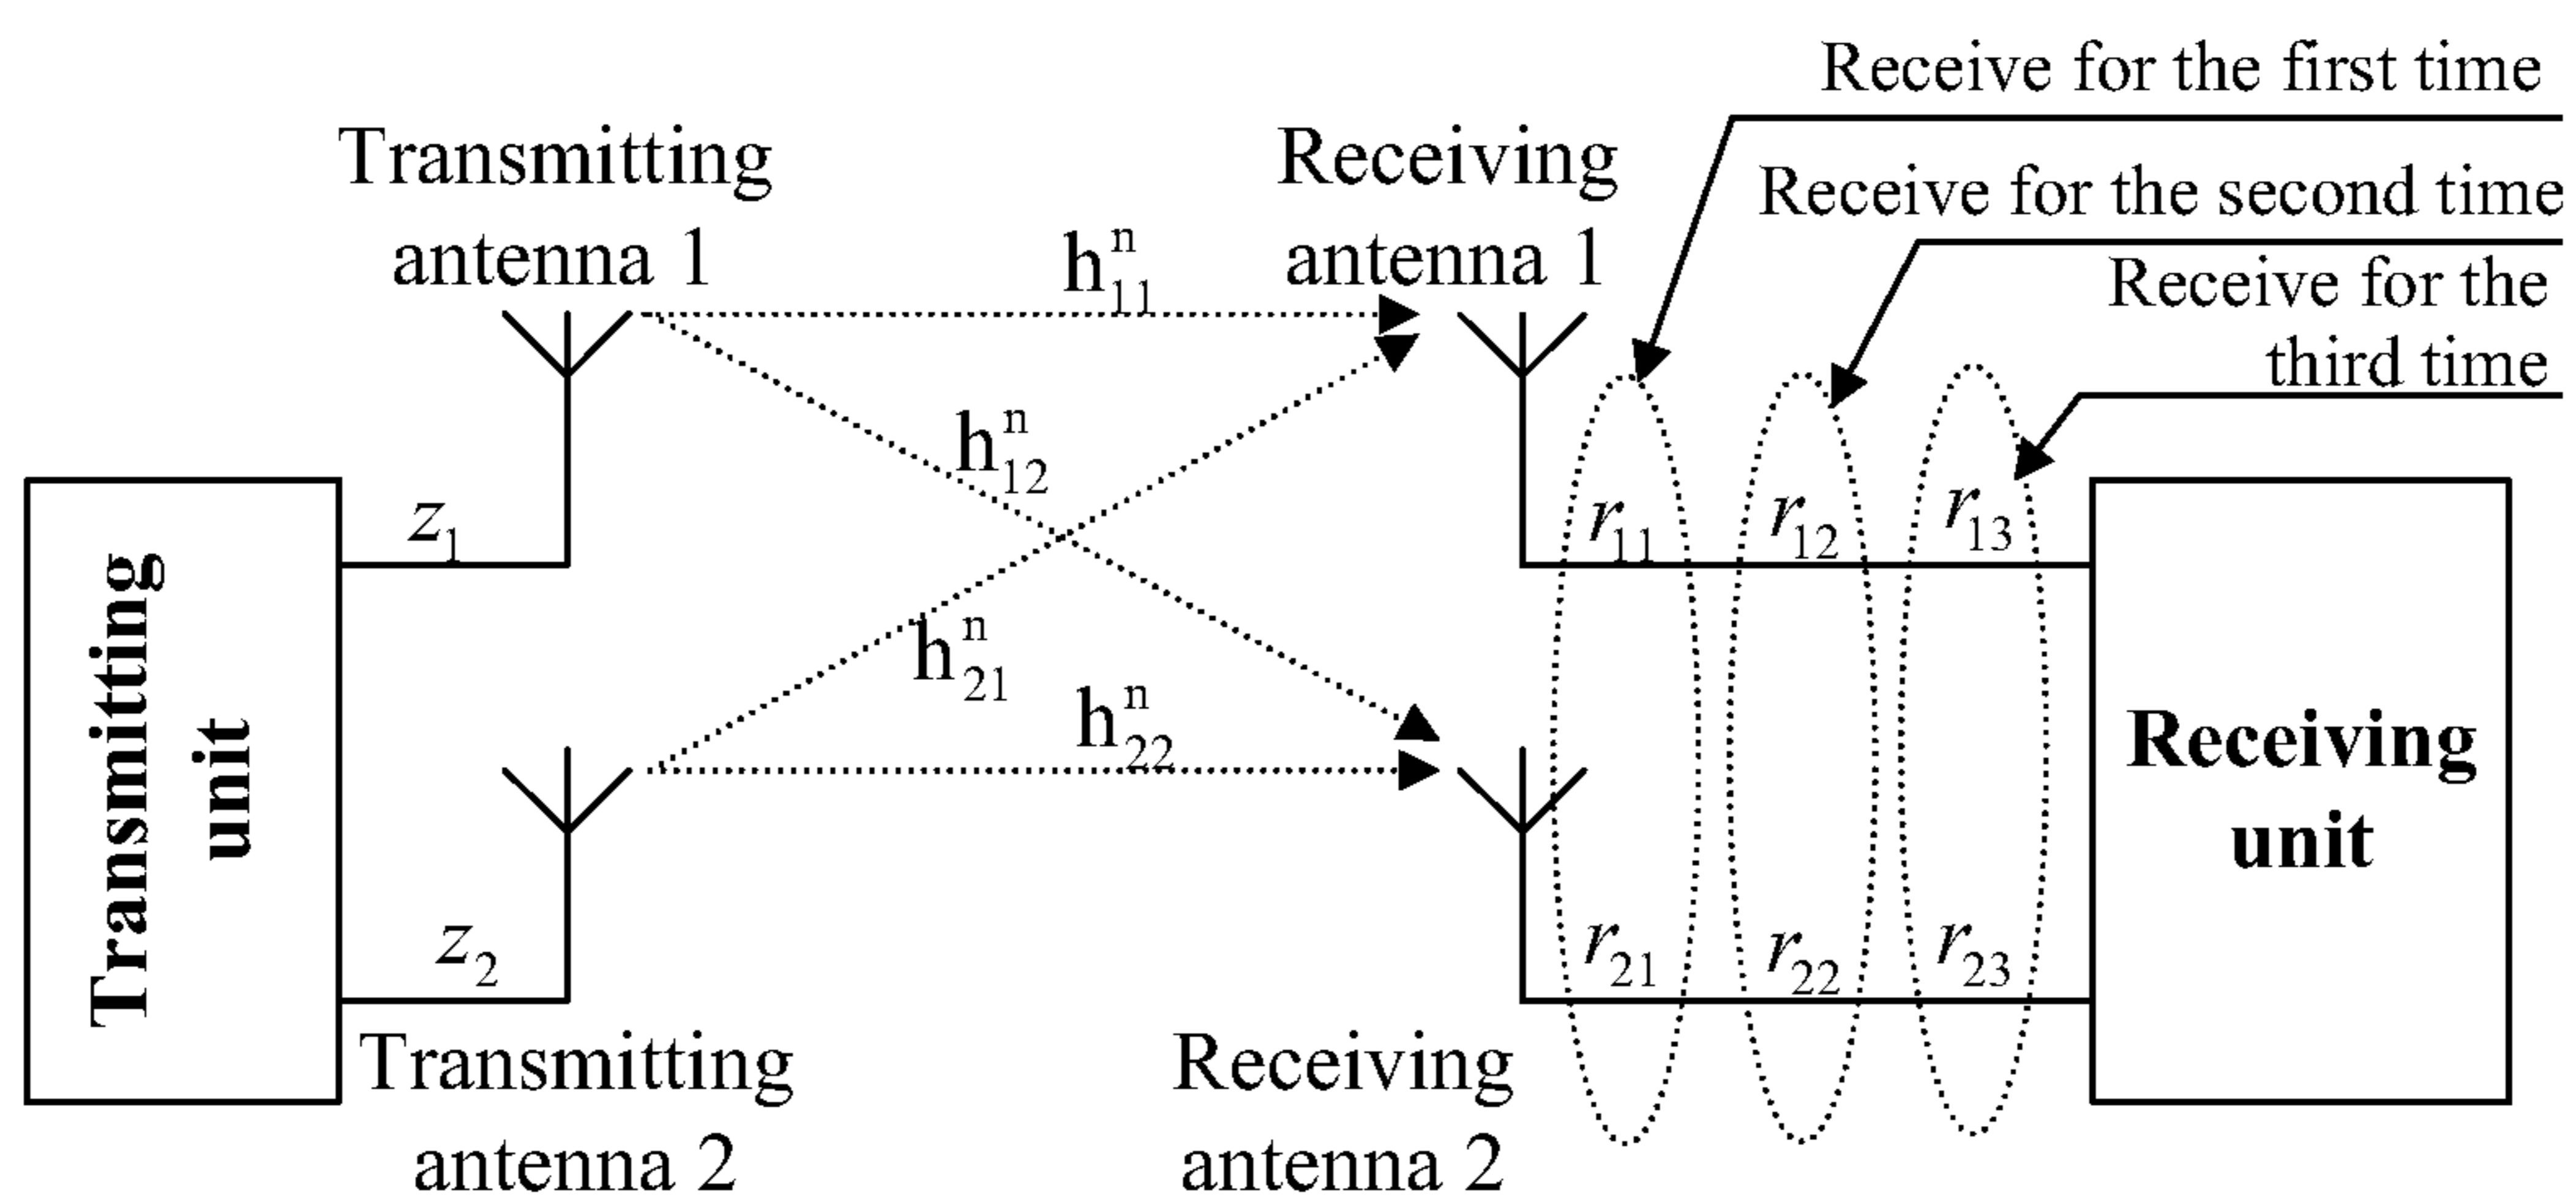 Receive for the first time
Receive for the second time
Receive for the
third time
Transmitting
antenna 1
Receiving
antenna 1
h^n_11
h^n_12
h^n_21
h^n_22
z_1
z_2
r_11
r_12
r_13
r_21
r_22
r_23
Transmitting
unit
Receiving
unit
Transmitting
antenna 2
Receiving
antenna 2